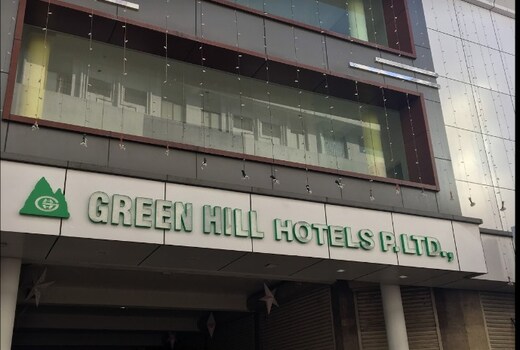 GREEN HILL HOTELS P. LTD.,